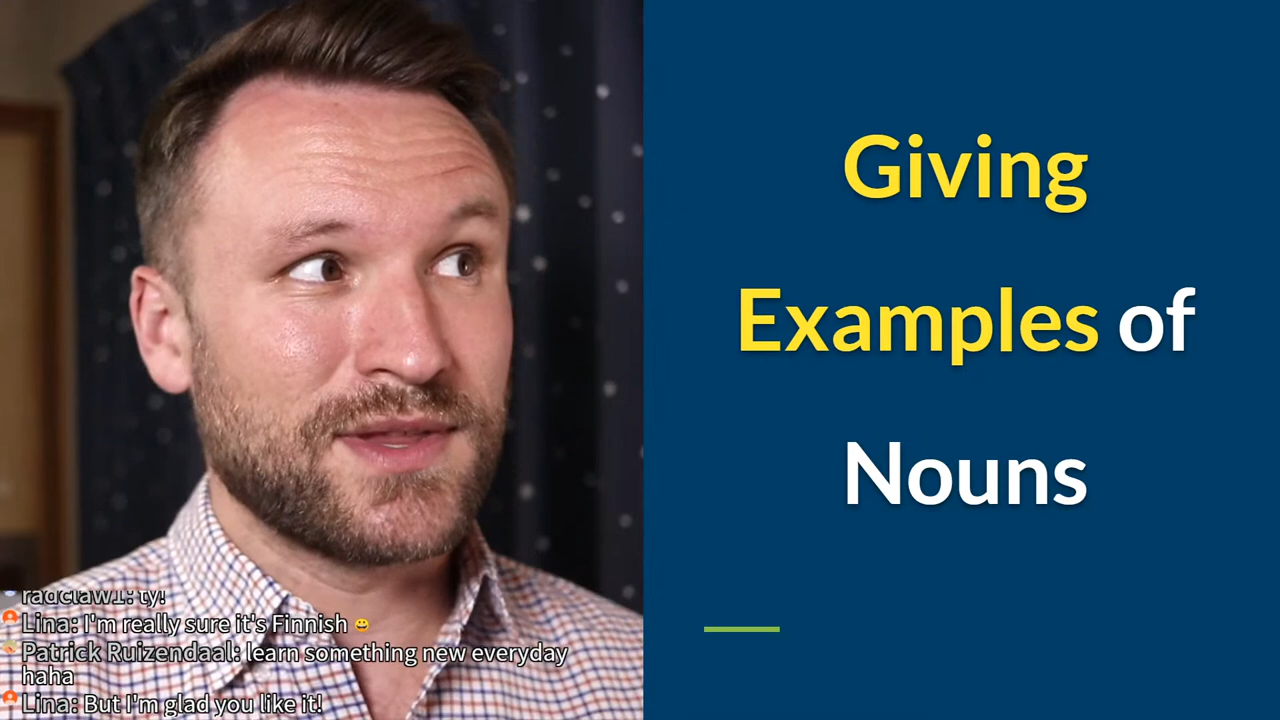 Giving
Examples of
Nouns
radclaw1: ty!
Lina: I'm really sure it's Finnish 😀
Patrick Ruizendaal: learn something new everyday
haha
Lina: But I'm glad you like it!